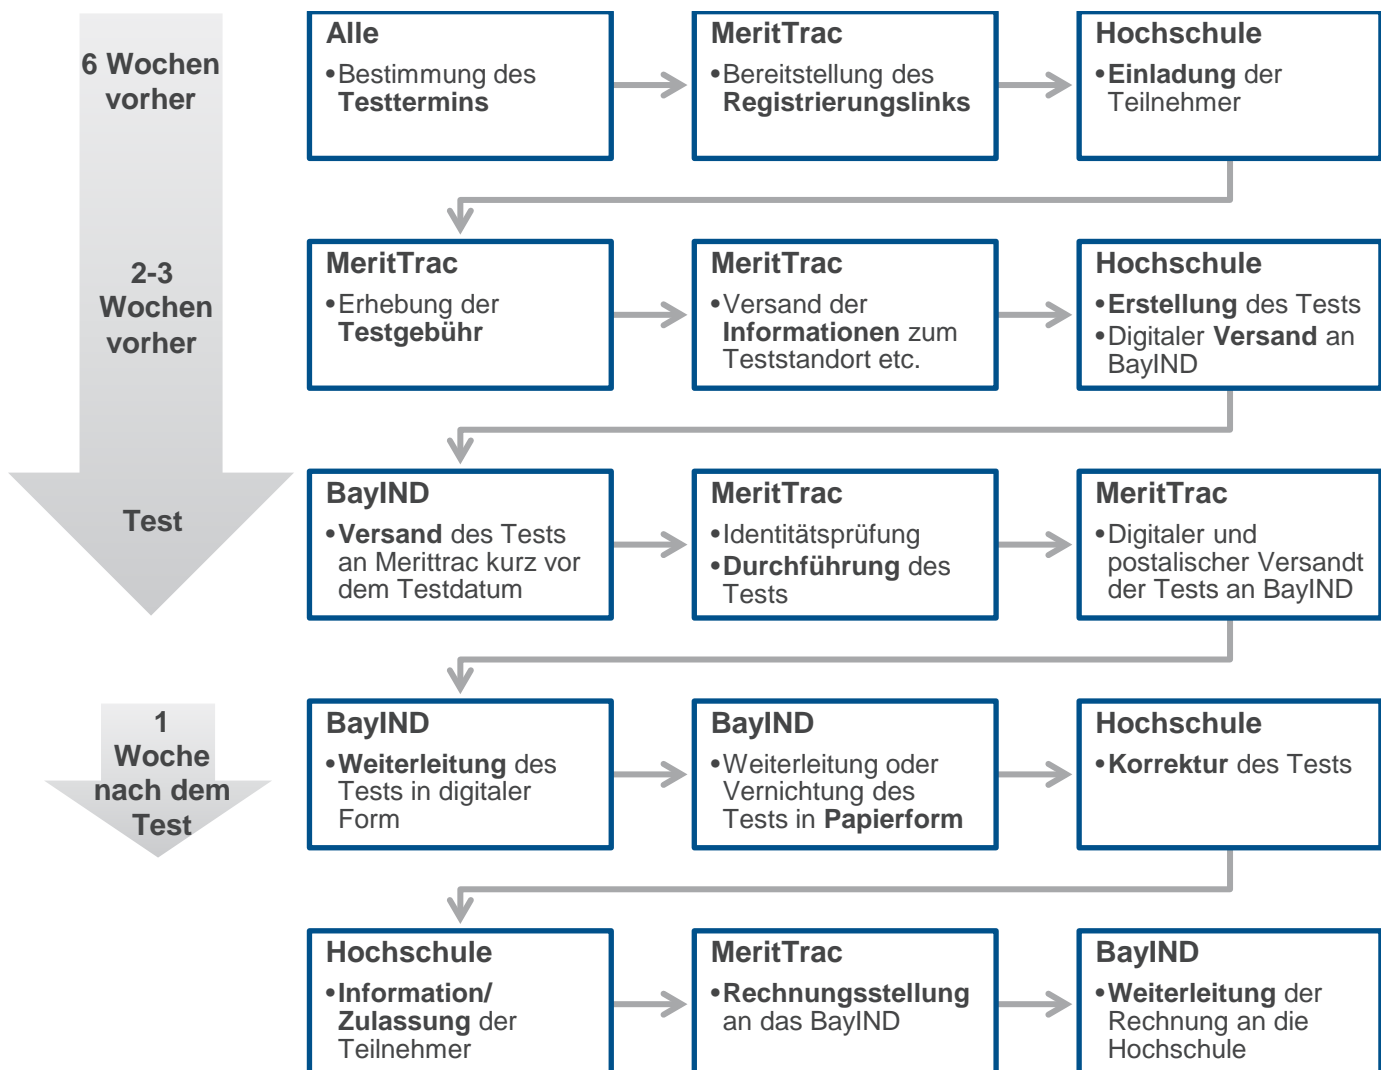 6 Wochen
vorher
Alle
•Bestimmung des
Testtermins
MeritTrac
•Bereitstellung des
Registrierungslinks
Hochschule
•Einladung der
Teilnehmer
2-3
Wochen
vorher
MeritTrac
•Erhebung der
Testgebühr
MeritTrac
•Versand der
Informationen zum
Teststandort etc.
Hochschule
•Erstellung des Tests
•Digitaler Versand an
BayIND
Test
BayIND
•Versand des Tests
an Merittrac kurz vor
dem Testdatum
MeritTrac
•Identitätsprüfung
•Durchführung des
Tests
MeritTrac
•Digitaler und
postalischer Versandt
der Tests an BayIND
1
Woche
nach dem
Test
BayIND
•Weiterleitung des
Tests in digitaler
Form
BayIND
•Weiterleitung oder
Vernichtung des
Tests in Papierform
Hochschule
•Korrektur des Tests
Hochschule
•Information/
Zulassung der
Teilnehmer
MeritTrac
•Rechnungsstellung
an das BayIND
BayIND
•Weiterleitung der
Rechnung an die
Hochschule